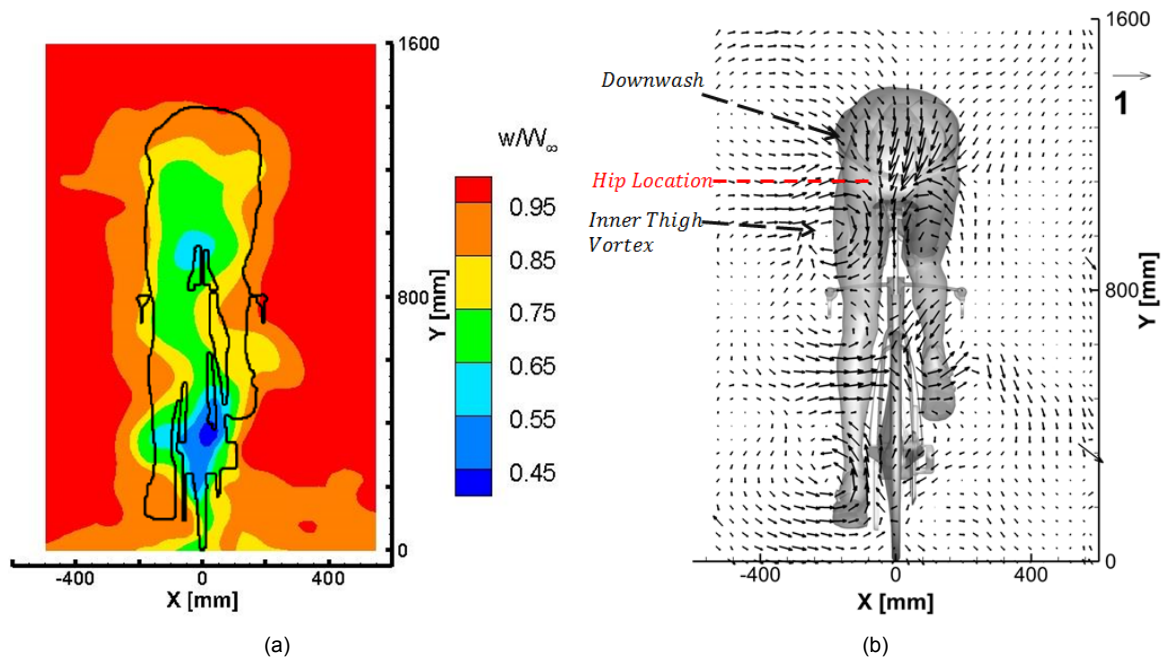 1600
w/W∞
0.95
0.85
0.75
0.65
0.55
0.45
800
Y [mm]
0
-400 0 400
X [mm]
(a)
1600
1
Downwash
Hip Location
Inner Thigh
Vortex
800
Y [mm]
0
-400 0 400
X [mm]
(b)